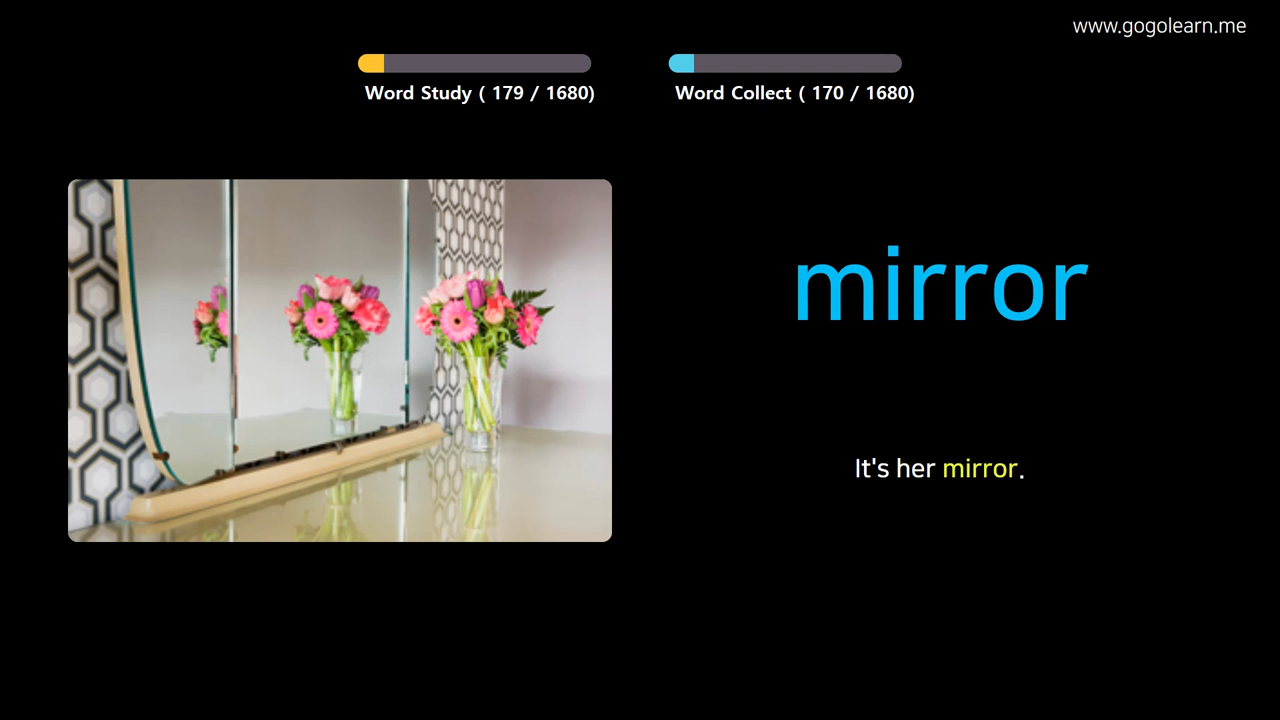 www.gogolearn.me
Word Study ( 179 / 1680)
Word Collect ( 170 / 1680)
mirror
It's her mirror.